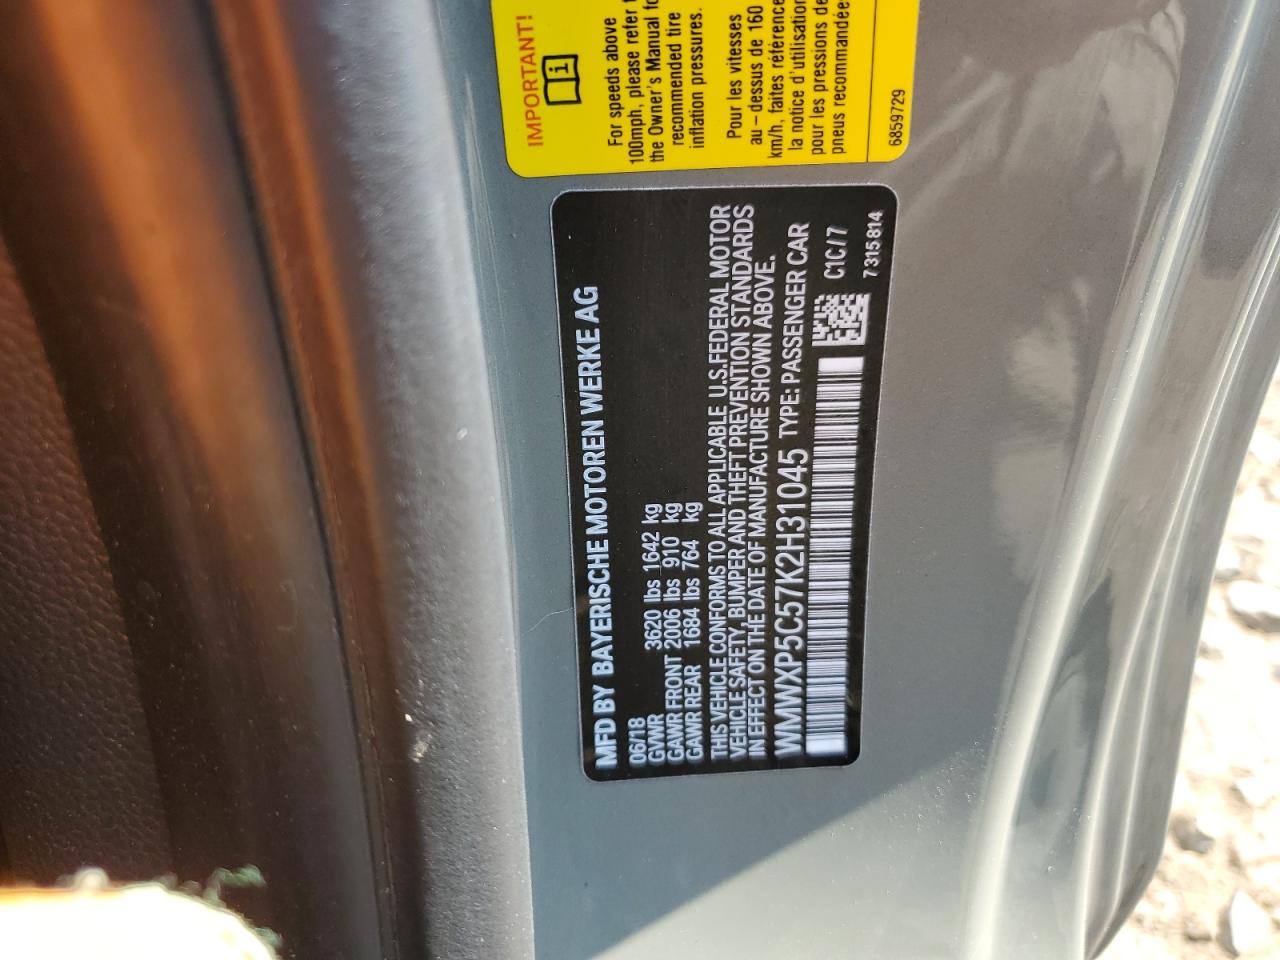 IMPORTANT!
For speeds above
100mph, please refer
the Owner's Manual
recommended tire
inflation pressures.
Pour les vitesses
au-dessus de 160
km/h, faites
la notice d'utilisation
pour les pressions
pneus
6859729
MFD BY BAYERISCHE MOTOREN WERKE AG
06/18
GVWR 3620 lbs 1642 kg
GAWR FRONT 2006 lbs 910 kg
GAWR REAR 1684 lbs 764 kg
THIS VEHICLE CONFORMS TO ALL APPLICABLE U.S.FEDERAL MOTOR
VEHICLE SAFETY, BUMPER AND THEFT PREVENTION STANDARDS
IN EFFECT ON THE DATE OF MANUFACTURE SHOWN ABOVE.
WMWXP5C57K2H31045 TYPE: PASSENGER CAR
C1C/7
7315814